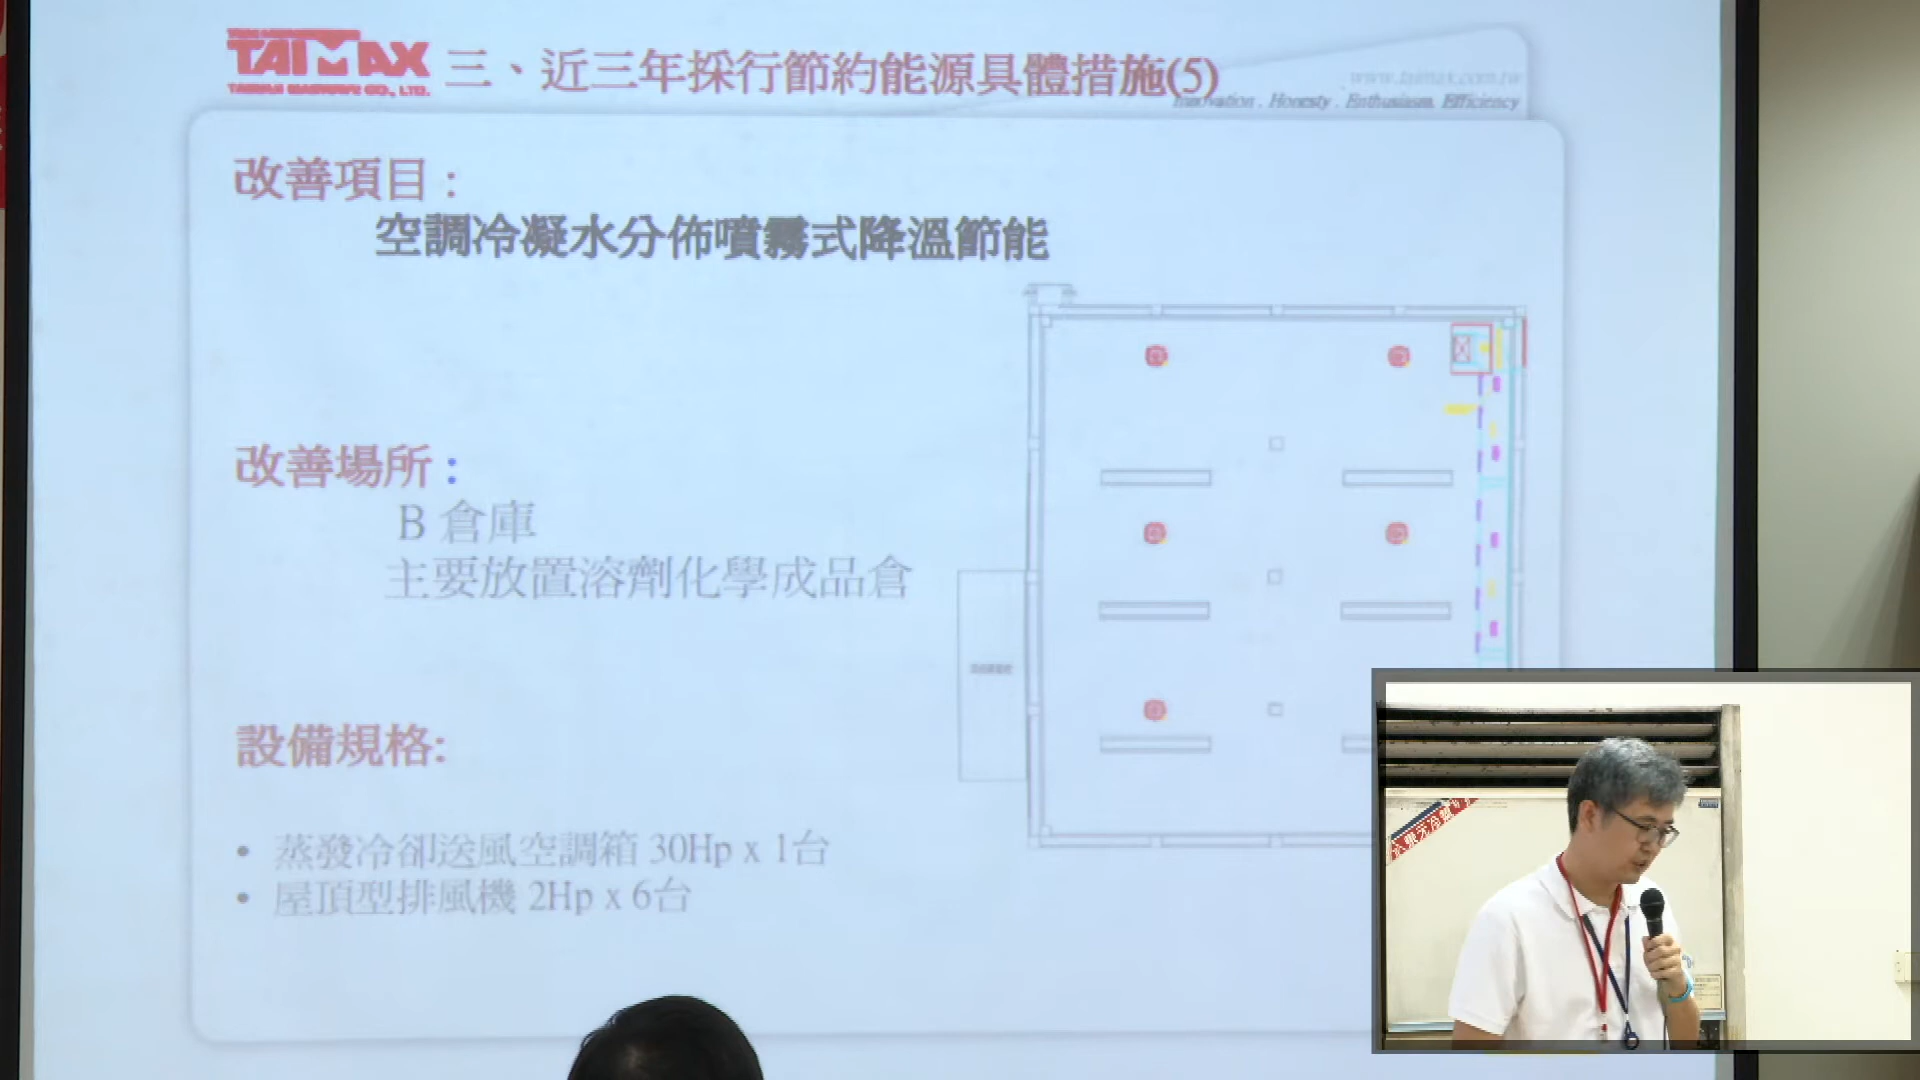 TAIMAX
三、近三年採行節約能源具體措施(5)
www.taimax.com.tw
Innovation . Honesty . Enthusiasm. Efficiency
改善項目 :
空調冷凝水分佈噴霧式降溫節能
改善場所 :
B 倉庫
主要放置溶劑化學成品倉
設備規格:
• 蒸發冷卻送風空調箱 30Hp x 1台
• 屋頂型排風機 2Hp x 6台